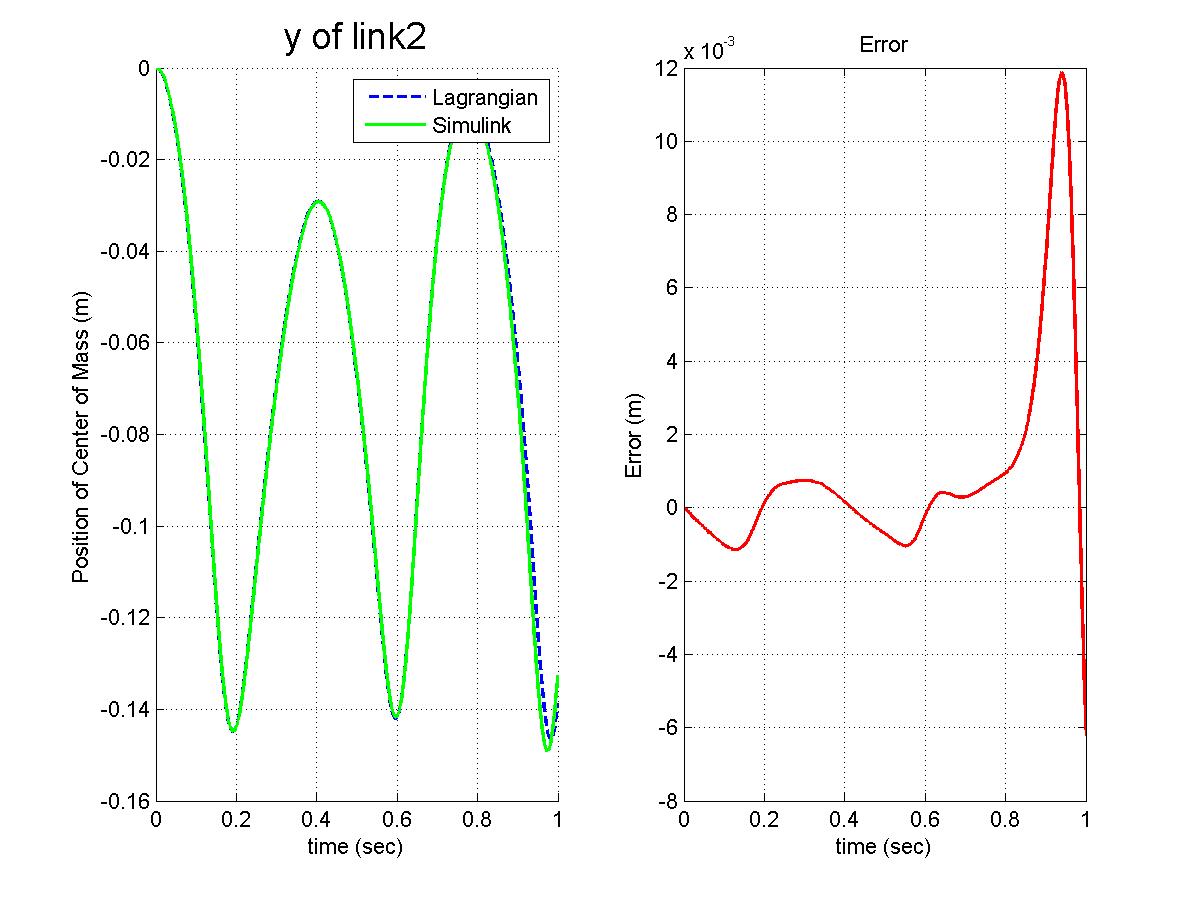 y of link2
0
-0.02
-0.04
-0.06
-0.08
-0.1
-0.12
-0.14
-0.16
Position of Center of Mass (m)
Lagrangian
Simulink
0 0.2 0.4 0.6 0.8 1
time (sec)
Error
x 10-3
12
10
8
6
4
2
0
-2
-4
-6
-8
Error (m)
0 0.2 0.4 0.6 0.8 1
time (sec)